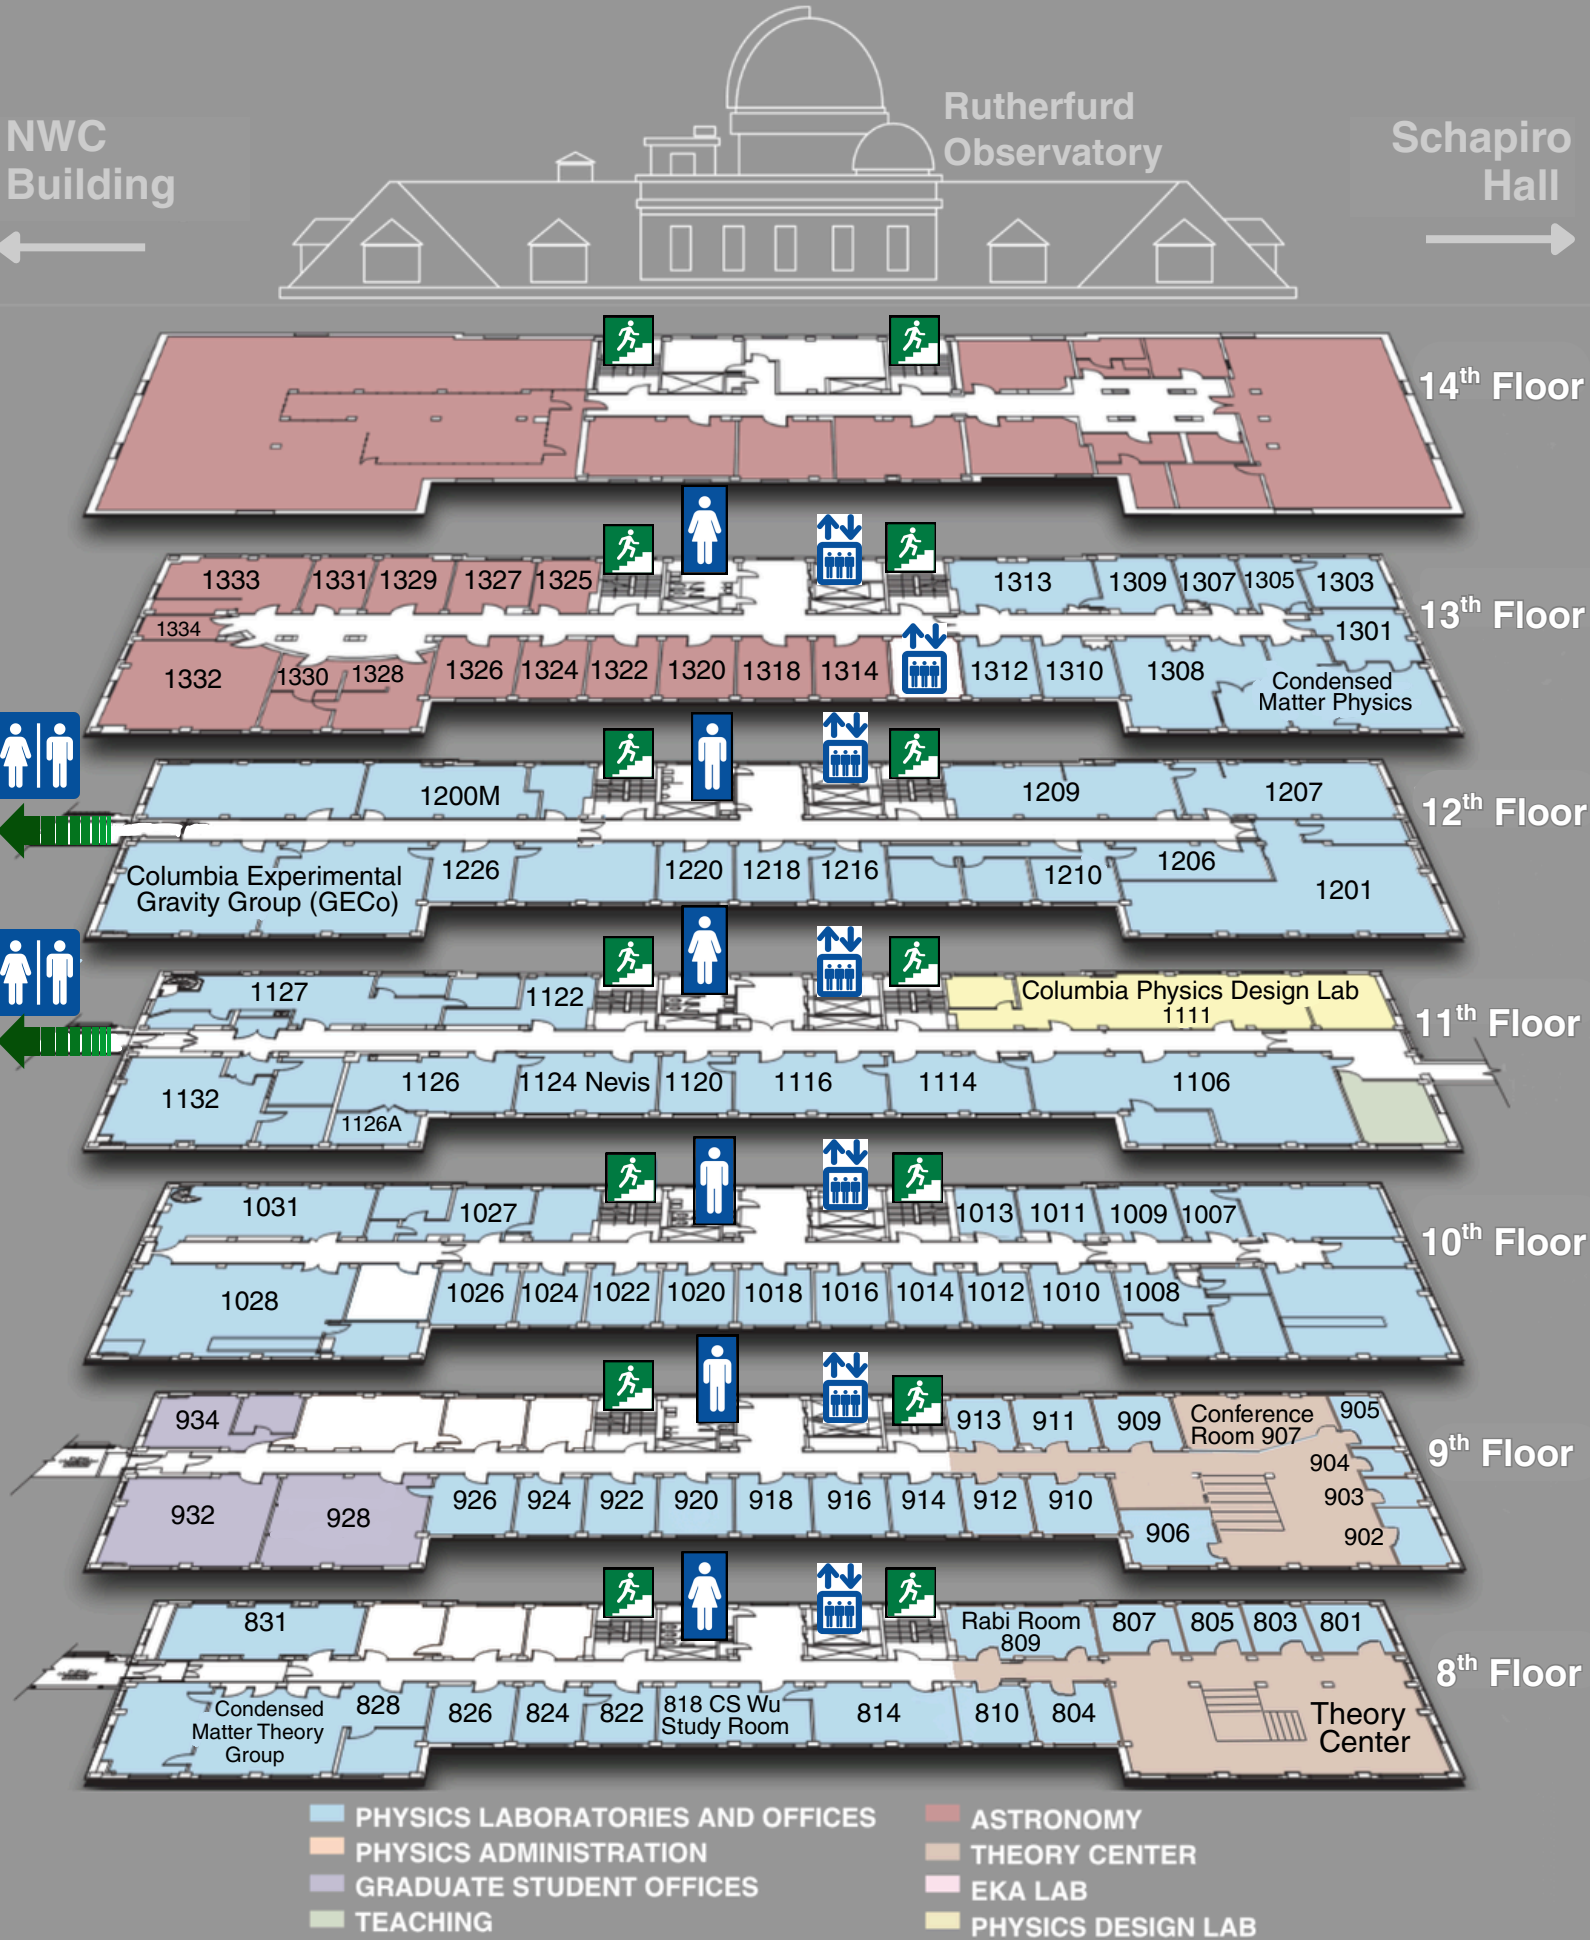 Rutherfurd
Observatory
NWC
Building
Schapiro
Hall
14th Floor
1333
1331
1329
1327
1325
1313
1309
1307
1305
1303
13th Floor
1334
1301
1332
1330
1328
1326
1324
1322
1320
1318
1314
1312
1310
1308
Condensed
Matter Physics
1200M
1209
1207
12th Floor
Columbia Experimental
Gravity Group (GECo)
1226
1220
1218
1216
1210
1206
1201
1127
1122
Columbia Physics Design Lab
1111
11th Floor
1132
1126
1126A
1124 Nevis
1120
1116
1114
1106
1031
1027
1013
1011
1009
1007
10th Floor
1028
1026
1024
1022
1020
1018
1016
1014
1012
1010
1008
934
913
911
909
Conference
Room 907
905
904
9th Floor
932
928
926
924
922
920
918
916
914
912
910
906
903
902
831
Rabi Room
809
807
805
803
801
8th Floor
Condensed
Matter Theory
Group
828
826
824
822
818 CS Wu
Study Room
814
810
804
Theory
Center
PHYSICS LABORATORIES AND OFFICES
PHYSICS ADMINISTRATION
GRADUATE STUDENT OFFICES
TEACHING
ASTRONOMY
THEORY CENTER
EKA LAB
PHYSICS DESIGN LAB